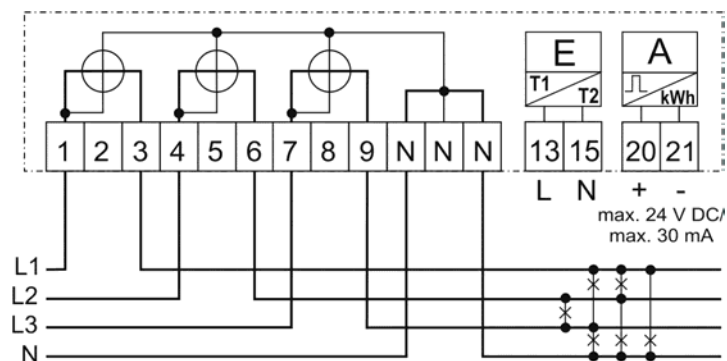 E A
T1 T2 kWh
1 2 3 4 5 6 7 8 9 N N N 13 15 20 21
L N + -
max. 24 V DC/
max. 30 mA
L1
L2
L3
N